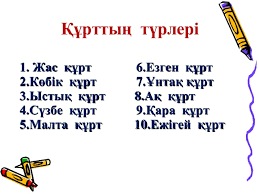 Құрттың түрлері
1. Жас құрт
2.Көбік құрт
3.Ыстық құрт
4.Сүзбе құрт
5.Малта құрт
6.Езген құрт
7.Ұнтақ құрт
8.Ақ құрт
9.Қара құрт
10.Ежігей құрт